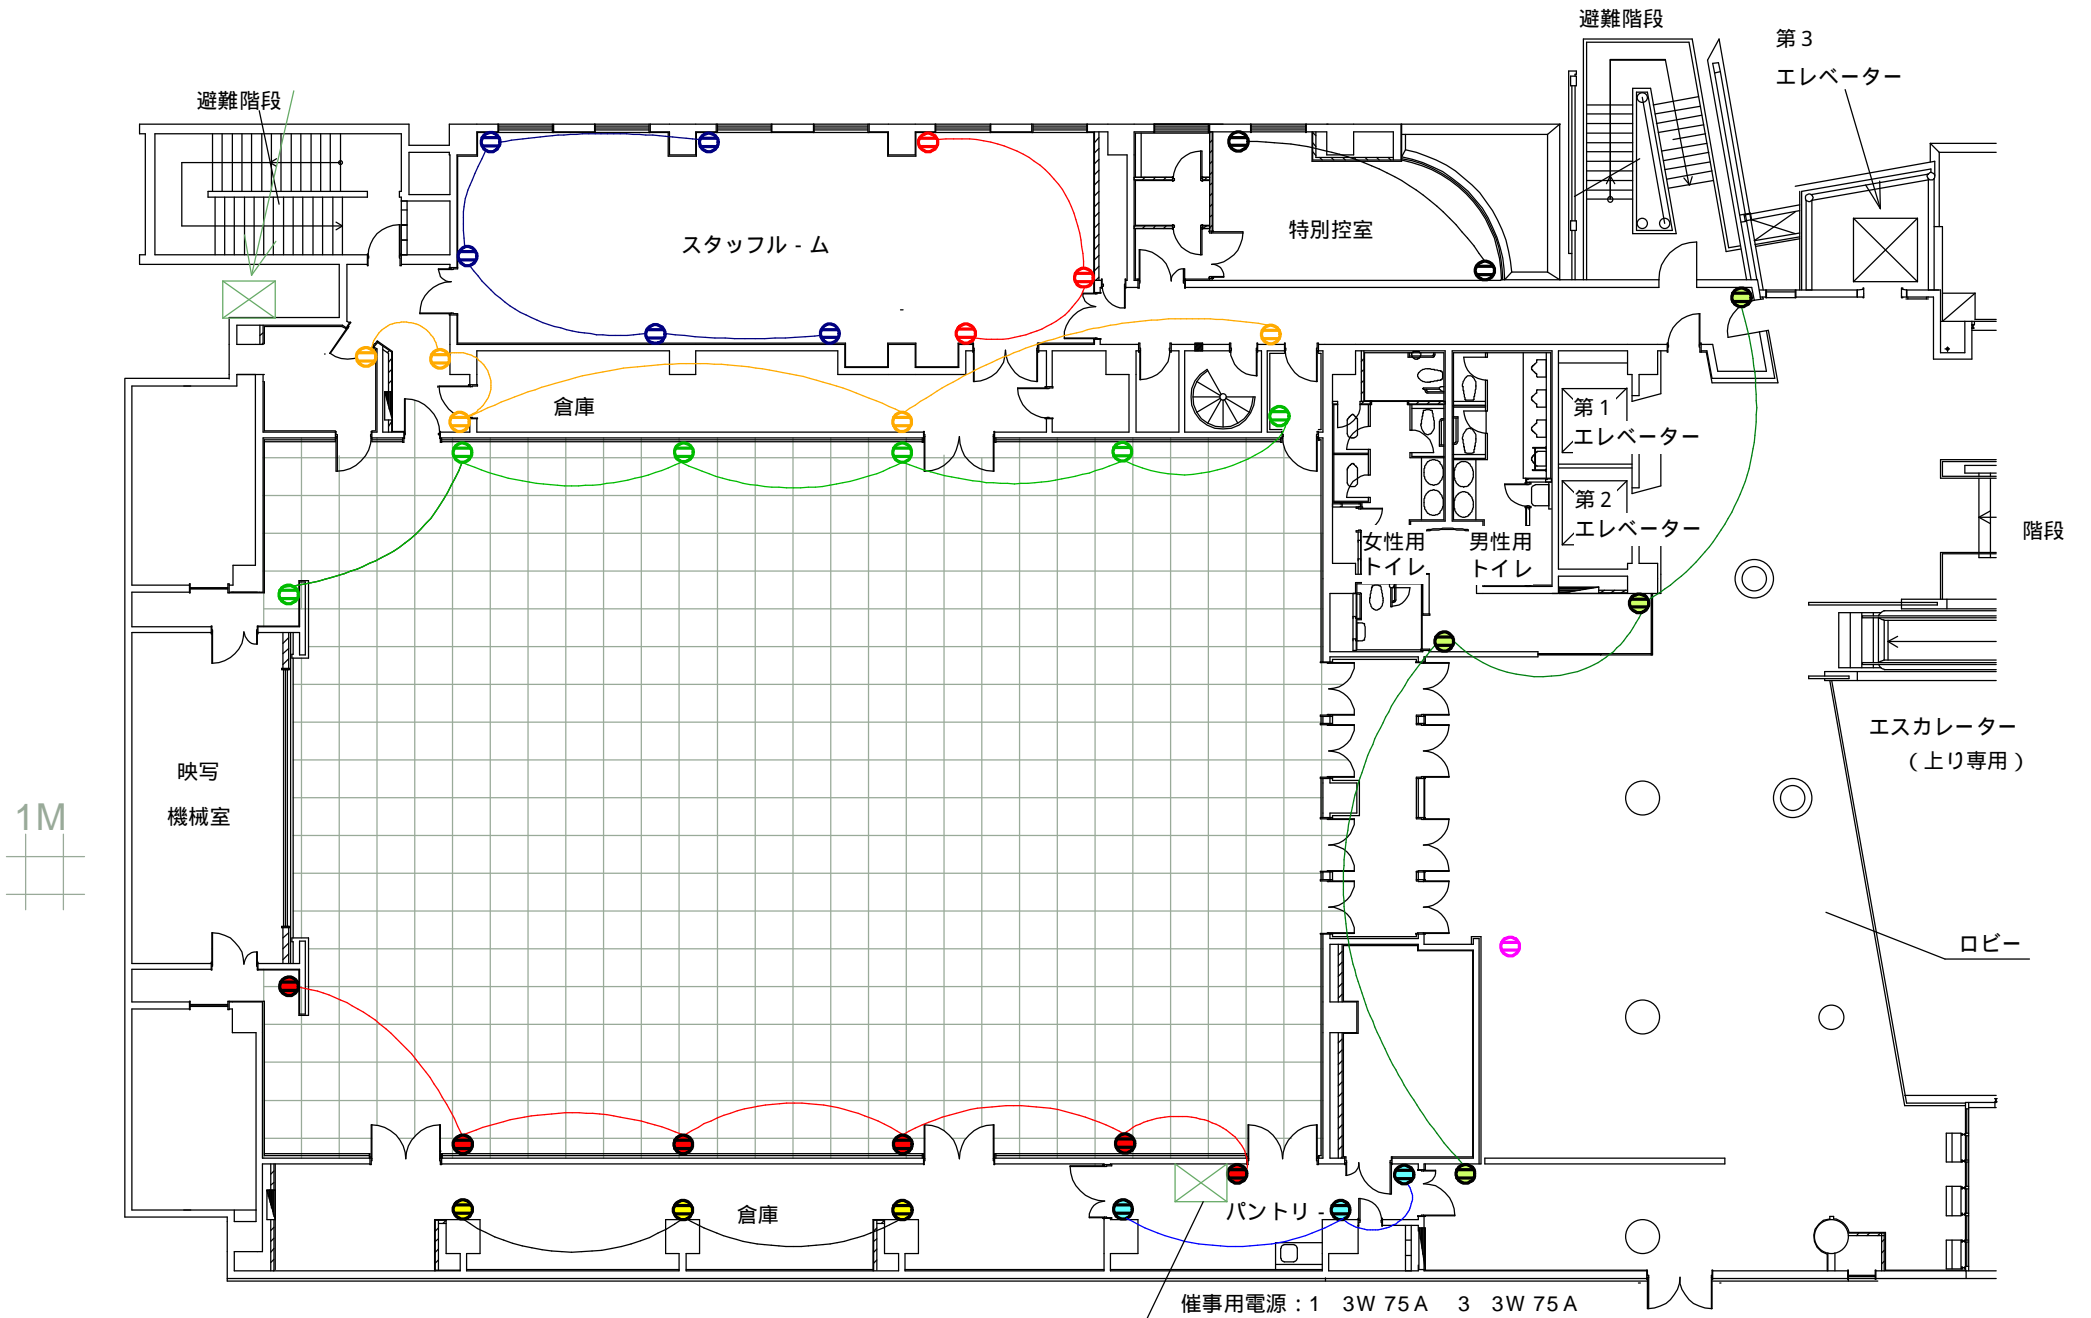 避難階段
第3
エレベーター
避難階段
スタッフル-ム
特別控室
倉庫
第1
エレベーター
第2
エレベーター
女性用
トイレ
男性用
トイレ
階段
エスカレーター
(上り専用)
映写
機械室
1M
ロビー
倉庫
パントリ-
催事用電源:1 3W 75A 3 3W 75A